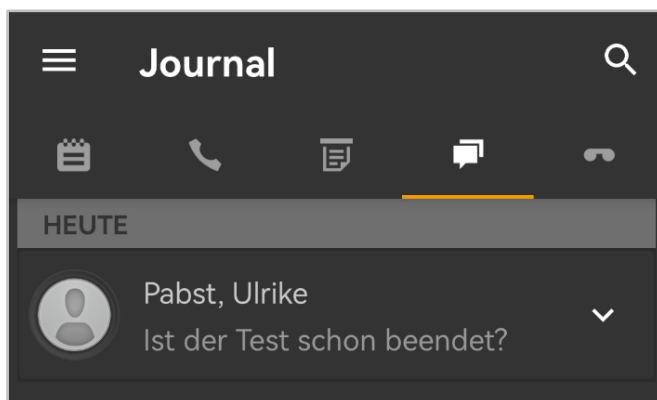 Journal
HEUTE
Pabst, Ulrike
Ist der Test schon beendet?